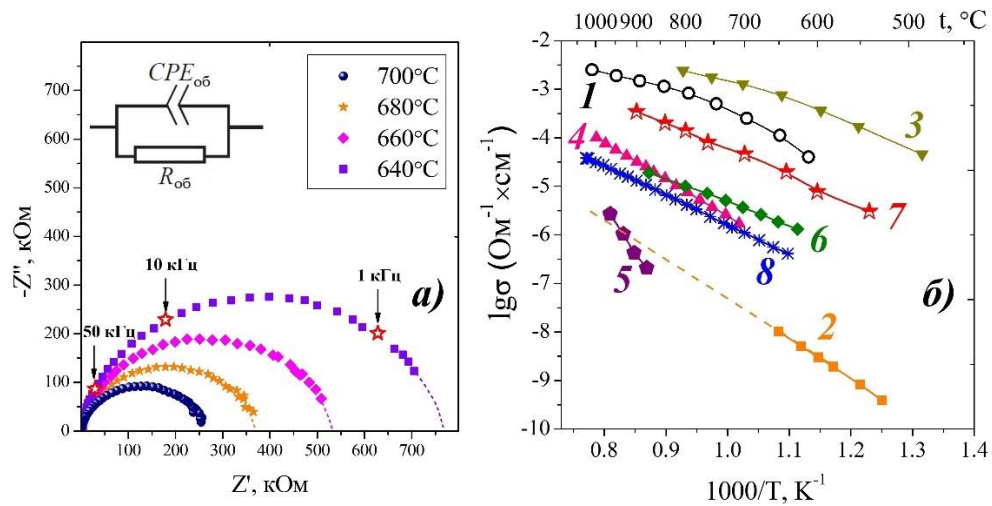 -Z'', кОм
700
600
500
400
300
200
100
0
CPEоб
Rоб
700°C
680°C
660°C
640°C
50 кГц
10 кГц
1 кГц
а)
100 200 300 400 500 600 700
Z', кОм
1000 900 800 700 600 500 t, °C
lgσ (Ом⁻¹×см⁻¹)
-2
-3
-4
-5
-6
-7
-8
-9
-10
1
3
4
7
6
8
5
2
б)
0.8 0.9 1.0 1.1 1.2 1.3 1.4
1000/T, K⁻¹